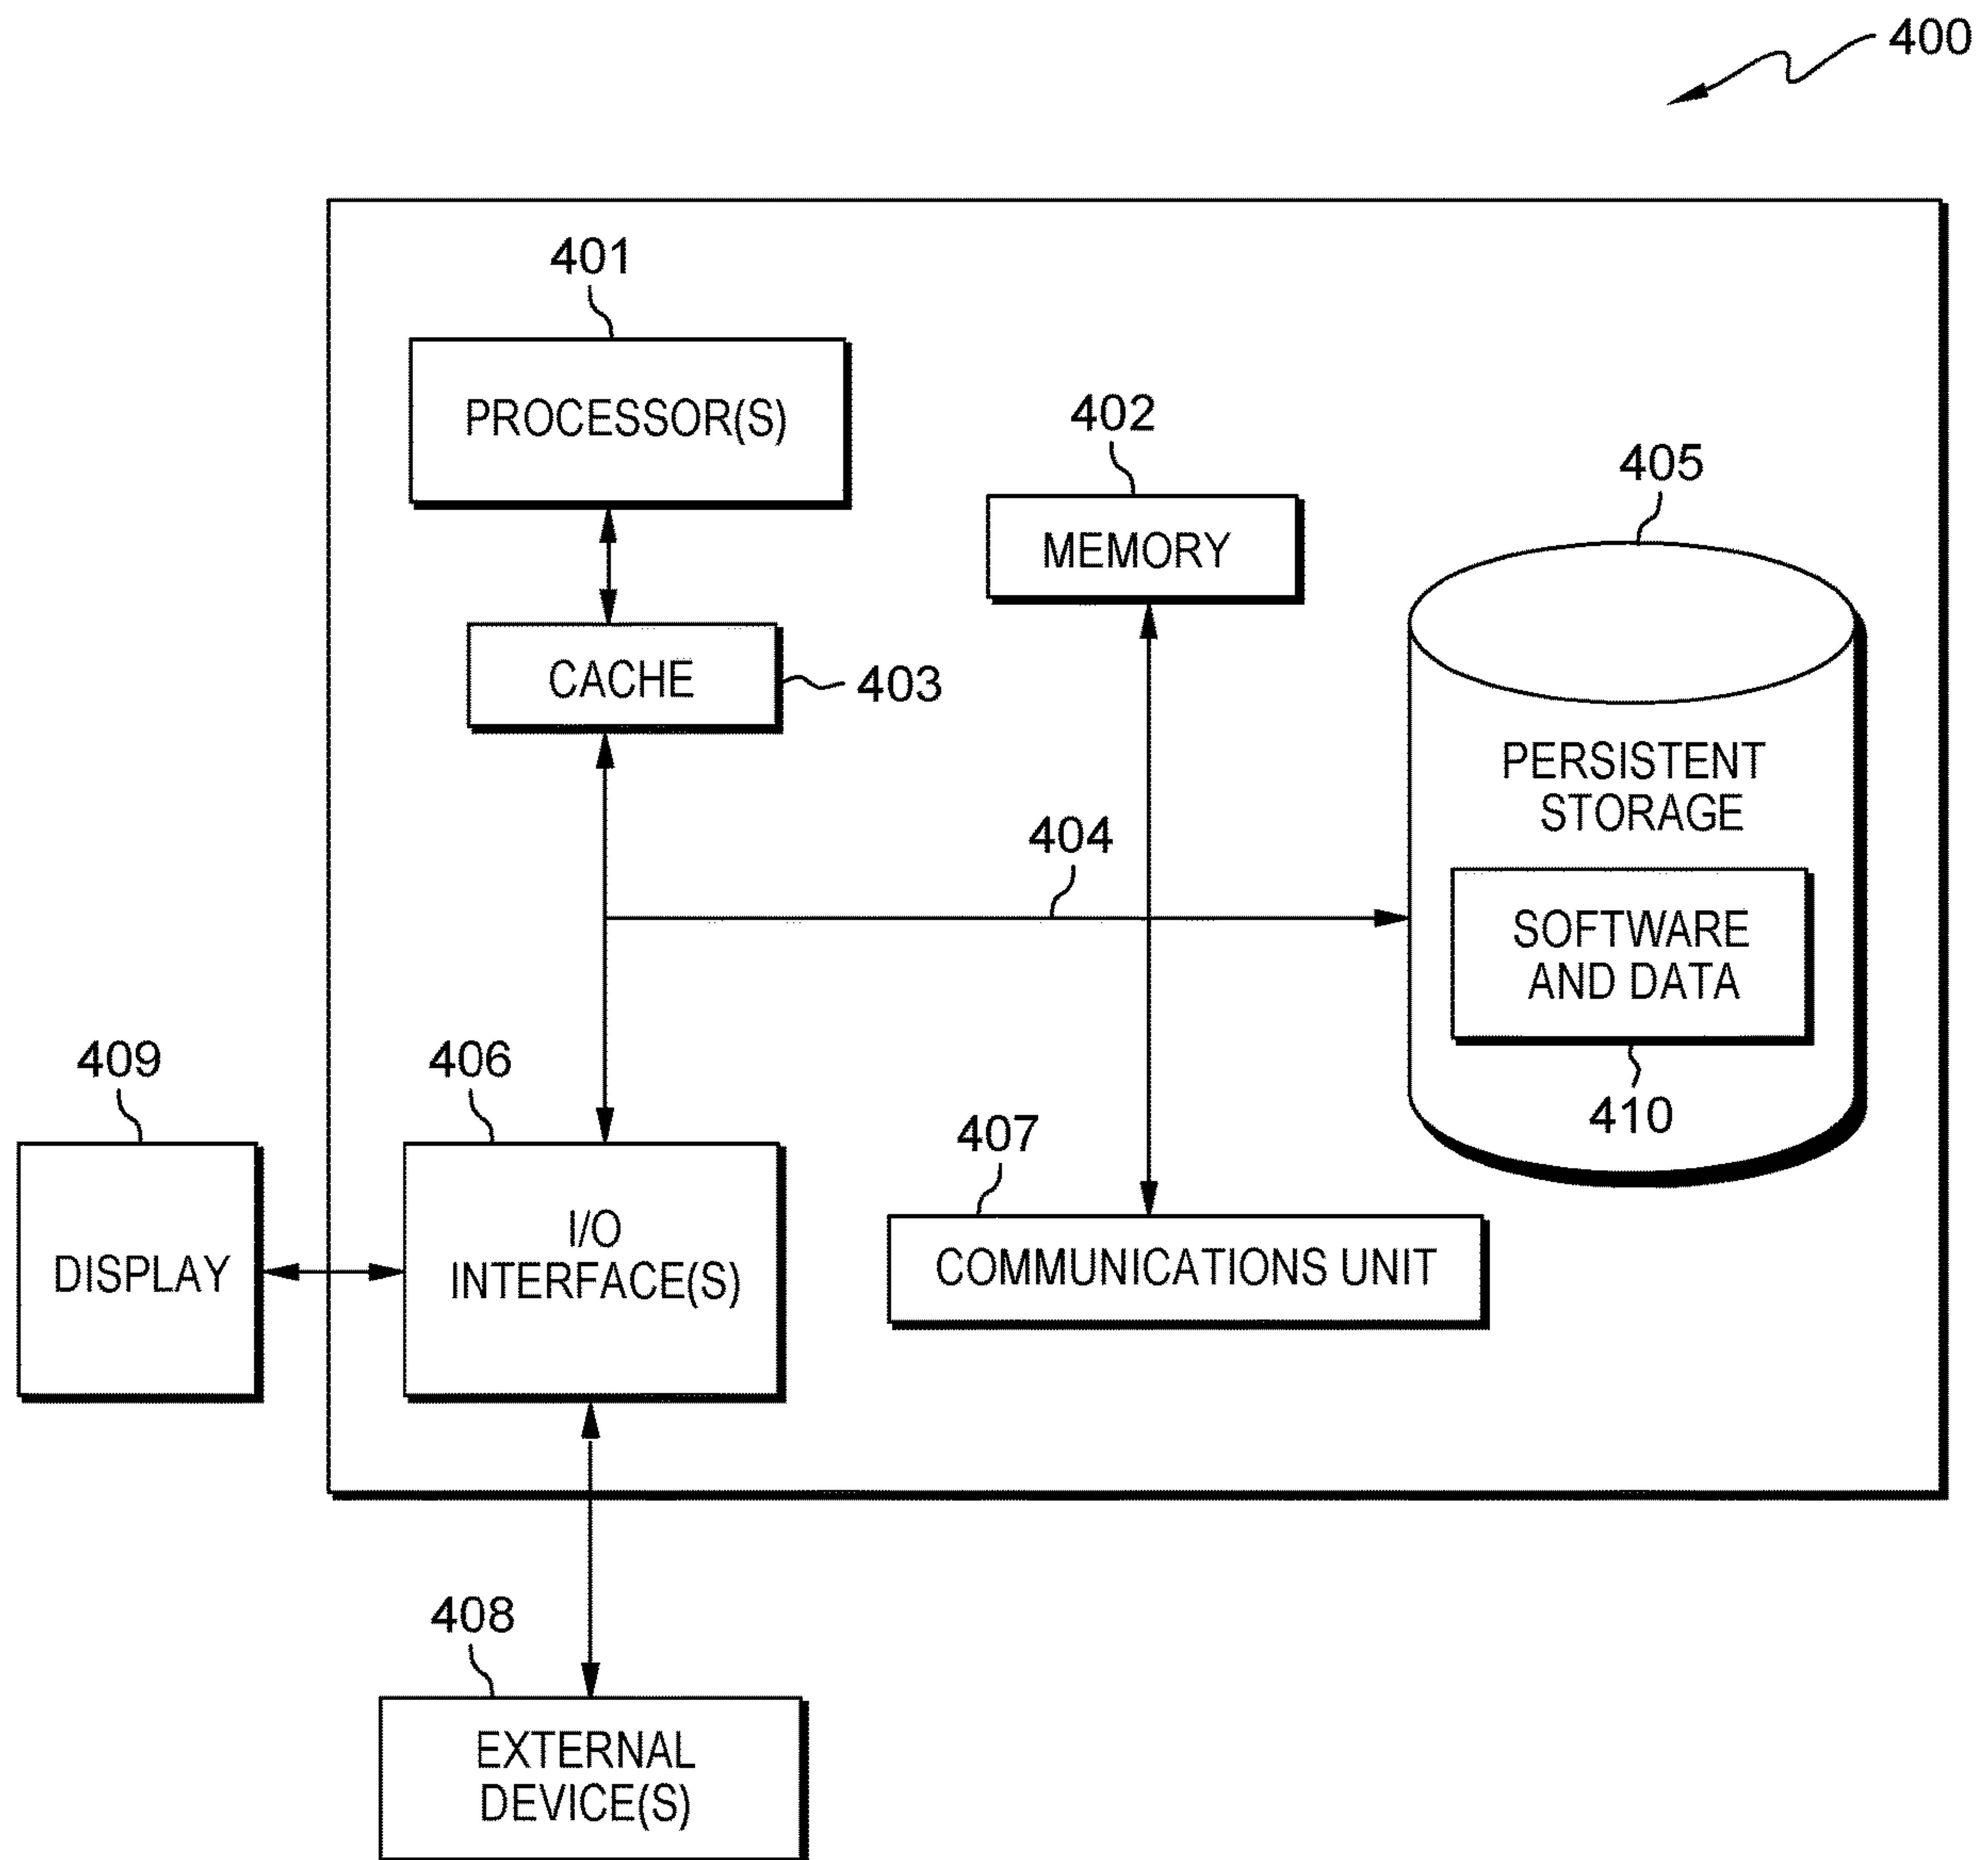 400
401
PROCESSOR(S)
402
MEMORY
405
CACHE
403
PERSISTENT
STORAGE
404
SOFTWARE
AND DATA
410
409
DISPLAY
406
I/O
INTERFACE(S)
407
COMMUNICATIONS UNIT
408
EXTERNAL
DEVICE(S)